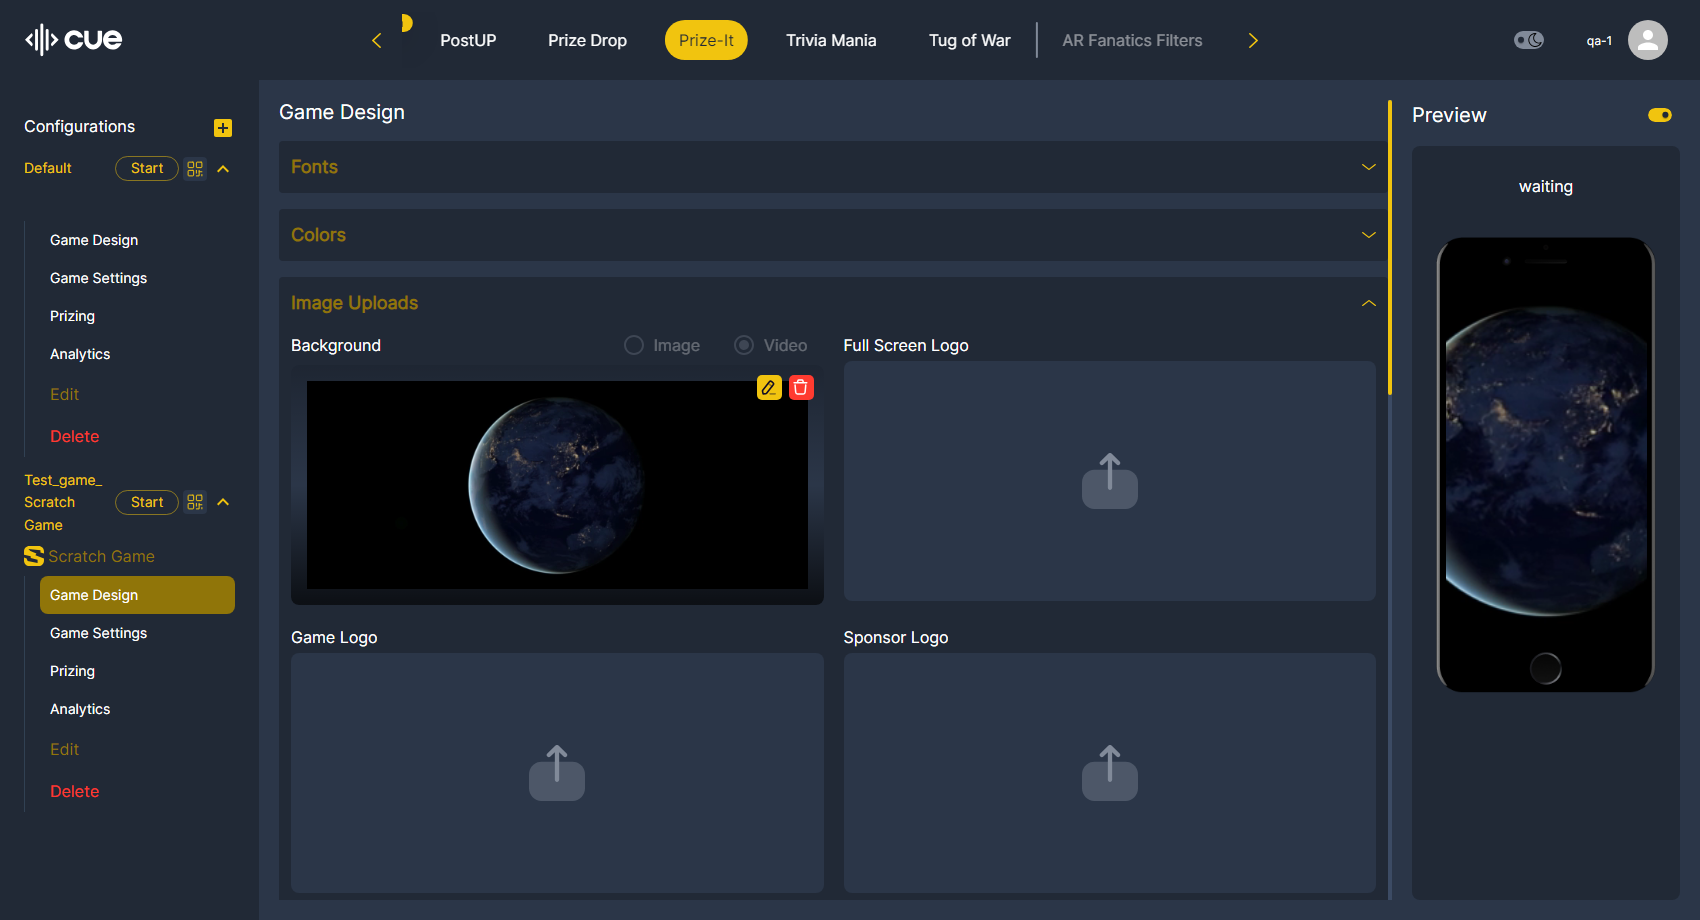 cue
PostUP
Prize Drop
Prize-It
Trivia Mania
Tug of War
AR Fanatics Filters
qa-1
Configurations
Default
Start
Game Design
Game Settings
Prizing
Analytics
Edit
Delete
Test_game_
Scratch
Game
Start
Scratch Game
Game Design
Game Settings
Prizing
Analytics
Edit
Delete
Game Design
Fonts
Colors
Image Uploads
Background
Image
Video
Full Screen Logo
Game Logo
Sponsor Logo
Preview
waiting